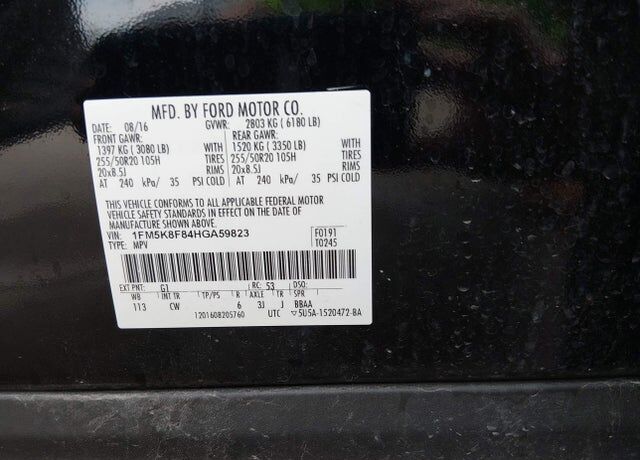 MFD. BY FORD MOTOR CO.
DATE: 08/16 GVWR: 2803 KG ( 6180 LB)
FRONT GAWR: REAR GAWR:
1397 KG ( 3080 LB) WITH 1520 KG ( 3350 LB) WITH
255/50R20 105H TIRES 255/50R20 105H TIRES
20x8.5J RIMS 20x8.5J RIMS
AT 240 kPa/ 35 PSI COLD AT 240 kPa/ 35 PSI COLD
THIS VEHICLE CONFORMS TO ALL APPLICABLE FEDERAL MOTOR
VEHICLE SAFETY STANDARDS IN EFFECT ON THE DATE OF
MANUFACTURE SHOWN ABOVE.
VIN: 1FM5K8F84HGA59823 F0191
TYPE: MPV T0245
EXT PNT: G1 RC: 53 DSO:
WB INT TR TP/PS R AXLE TR SPR
113 CW 6 3J J BBAA
1201608205760 UTC ▽5U5A-1520472-BA